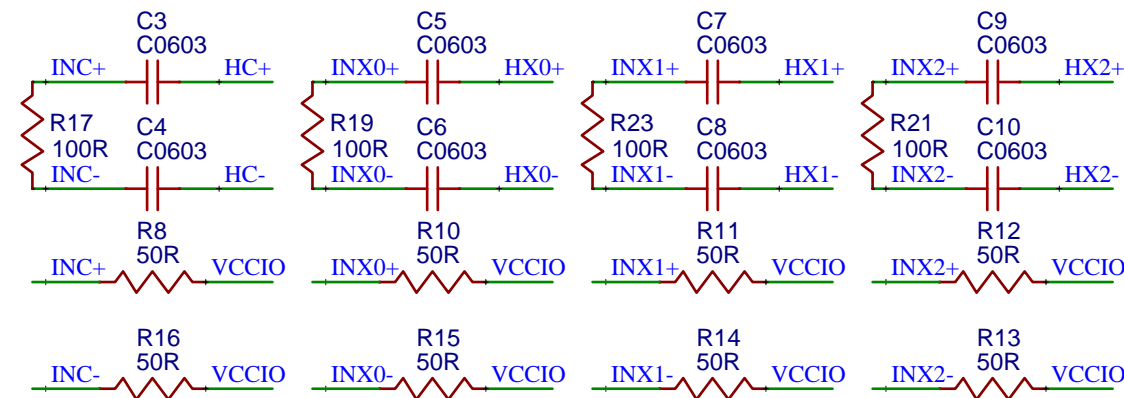 C3 C5 C7 C9
C0603 C0603 C0603 C0603
INC+ HC+ INX0+ HX0+ INX1+ HX1+ INX2+ HX2+
R17 C4 R19 C6 R23 C8 R21 C10
100R C0603 100R C0603 100R C0603 100R C0603
INC- HC- INX0- HX0- INX1- HX1- INX2- HX2-
R8 R10 R11 R12
50R 50R 50R 50R
INC+ VCCIO INX0+ VCCIO INX1+ VCCIO INX2+ VCCIO
R16 R15 R14 R13
50R 50R 50R 50R
INC- VCCIO INX0- VCCIO INX1- VCCIO INX2- VCCIO